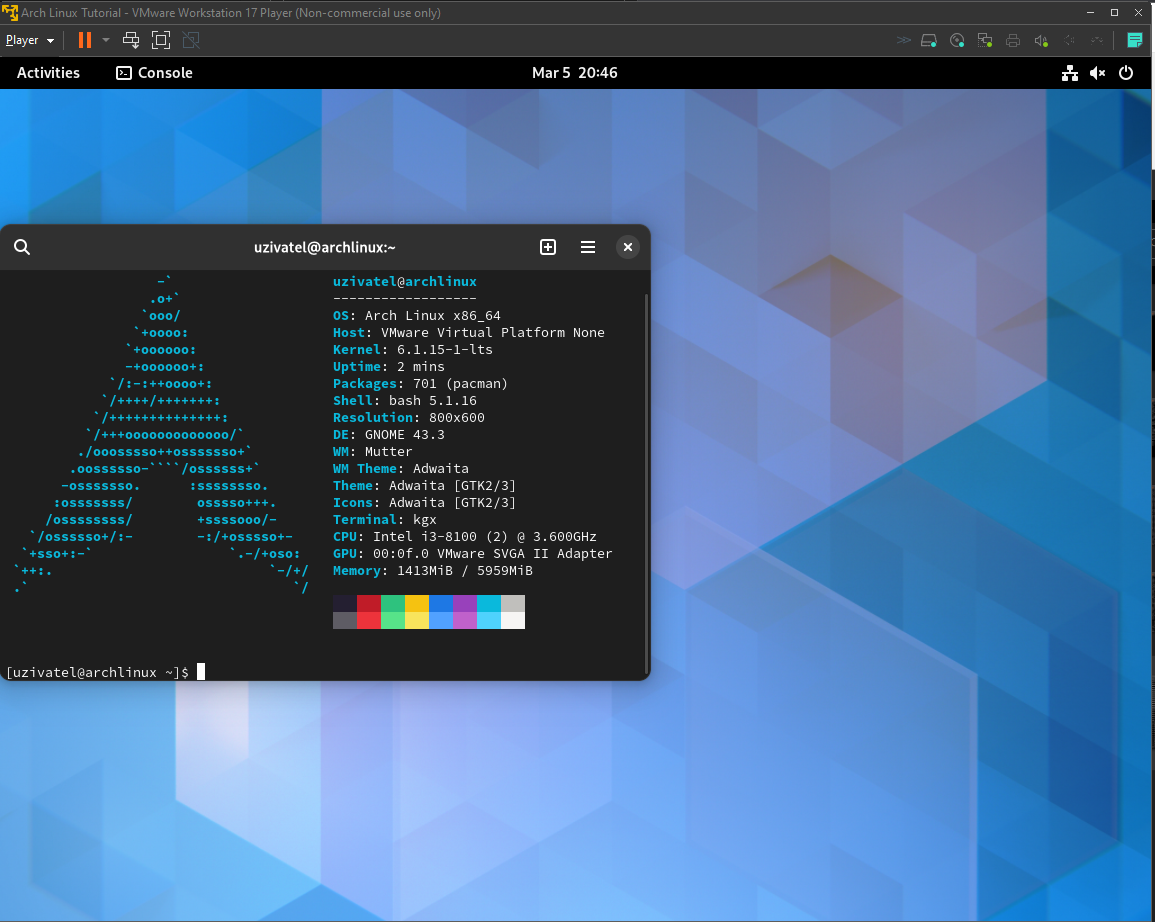 Arch Linux Tutorial - VMware Workstation 17 Player (Non-commercial use only)
Player
Activities
Console
Mar 5 20:46
uzivatel@archlinux:~
-`
.o+`
`ooo/
`+oooo:
`+oooooo:
-+oooooo+:
`/:-:++oooo+:
`/++++/+++++++:
`/++++++++++++++:
`/+++ooooooooooooo/`
./ooosssso++osssssso+`
.oossssso-````/ossssss+`
-osssssso. :ssssssso.
:osssssss/ osssso+++.
/ossssssss/ +ssssooo/-
`/ossssso+/:- -:/+osssso+-
`+sso+:-` `.-/+oso:
`++:. `-/+/
.` `/
uzivatel@archlinux
------------------
OS: Arch Linux x86_64
Host: VMware Virtual Platform None
Kernel: 6.1.15-1-lts
Uptime: 2 mins
Packages: 701 (pacman)
Shell: bash 5.1.16
Resolution: 800x600
DE: GNOME 43.3
WM: Mutter
WM Theme: Adwaita
Theme: Adwaita [GTK2/3]
Icons: Adwaita [GTK2/3]
Terminal: kgx
CPU: Intel i3-8100 (2) @ 3.600GHz
GPU: 00:0f.0 VMware SVGA II Adapter
Memory: 1413MiB / 5959MiB
[uzivatel@archlinux ~]$